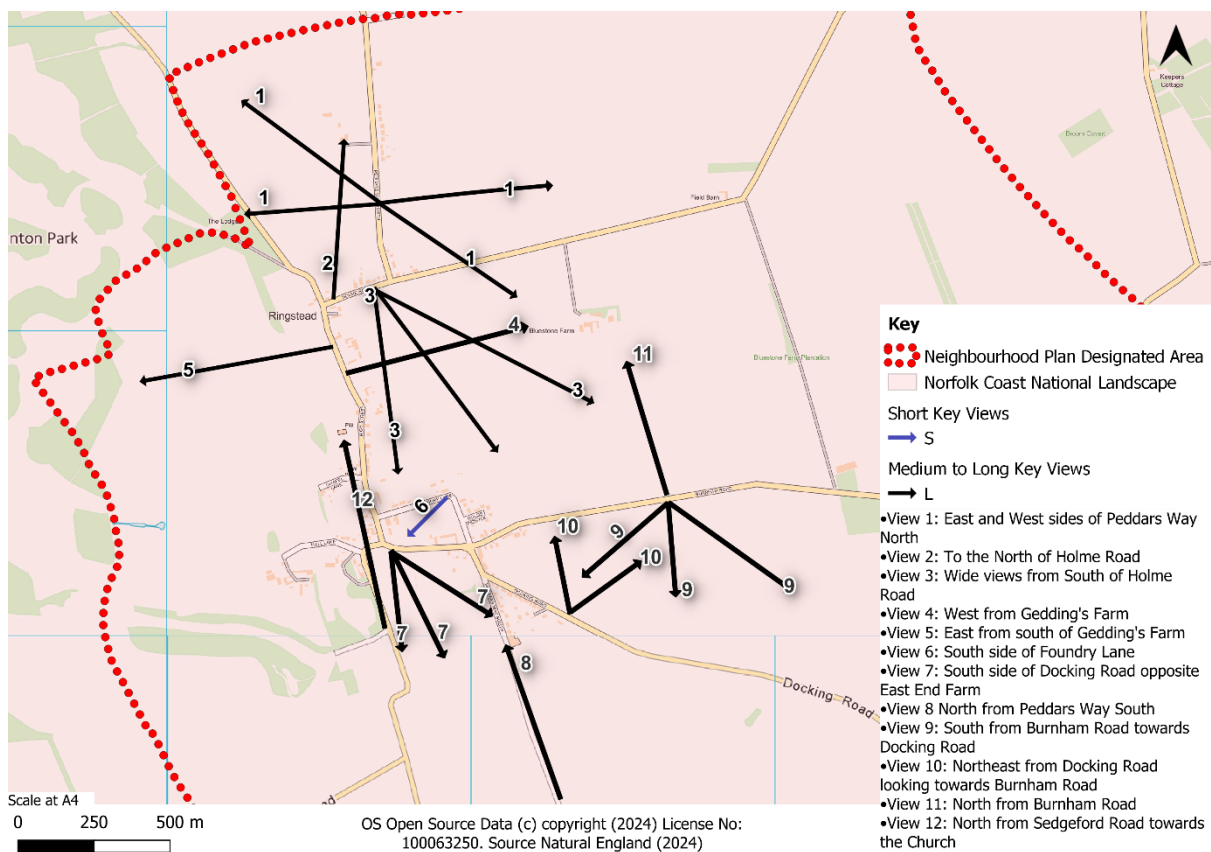 Keepers
Cottage
Broom Covert
1
1
1
Field Barn
The Lodge
nton Park
2
1
3
Ringstead
4
Bluestone Farm
Key
Neighbourhood Plan Designated Area
Norfolk Coast National Landscape
Short Key Views
S
Medium to Long Key Views
L
•View 1: East and West sides of Peddars Way
North
•View 2: To the North of Holme Road
•View 3: Wide views from South of Holme
Road
•View 4: West from Gedding's Farm
•View 5: East from south of Gedding's Farm
•View 6: South side of Foundry Lane
•View 7: South side of Docking Road opposite
East End Farm
•View 8 North from Peddars Way South
•View 9: South from Burnham Road towards
Docking Road
•View 10: Northeast from Docking Road
looking towards Burnham Road
•View 11: North from Burnham Road
•View 12: North from Sedgeford Road towards
the Church
11
Bluestone Farm Plantation
5
3
3
12
6
10
9
10
9
9
7
7
7
8
Docking Road
Scale at A4
0 250 500 m
OS Open Source Data (c) copyright (2024) License No:
100063250. Source Natural England (2024)